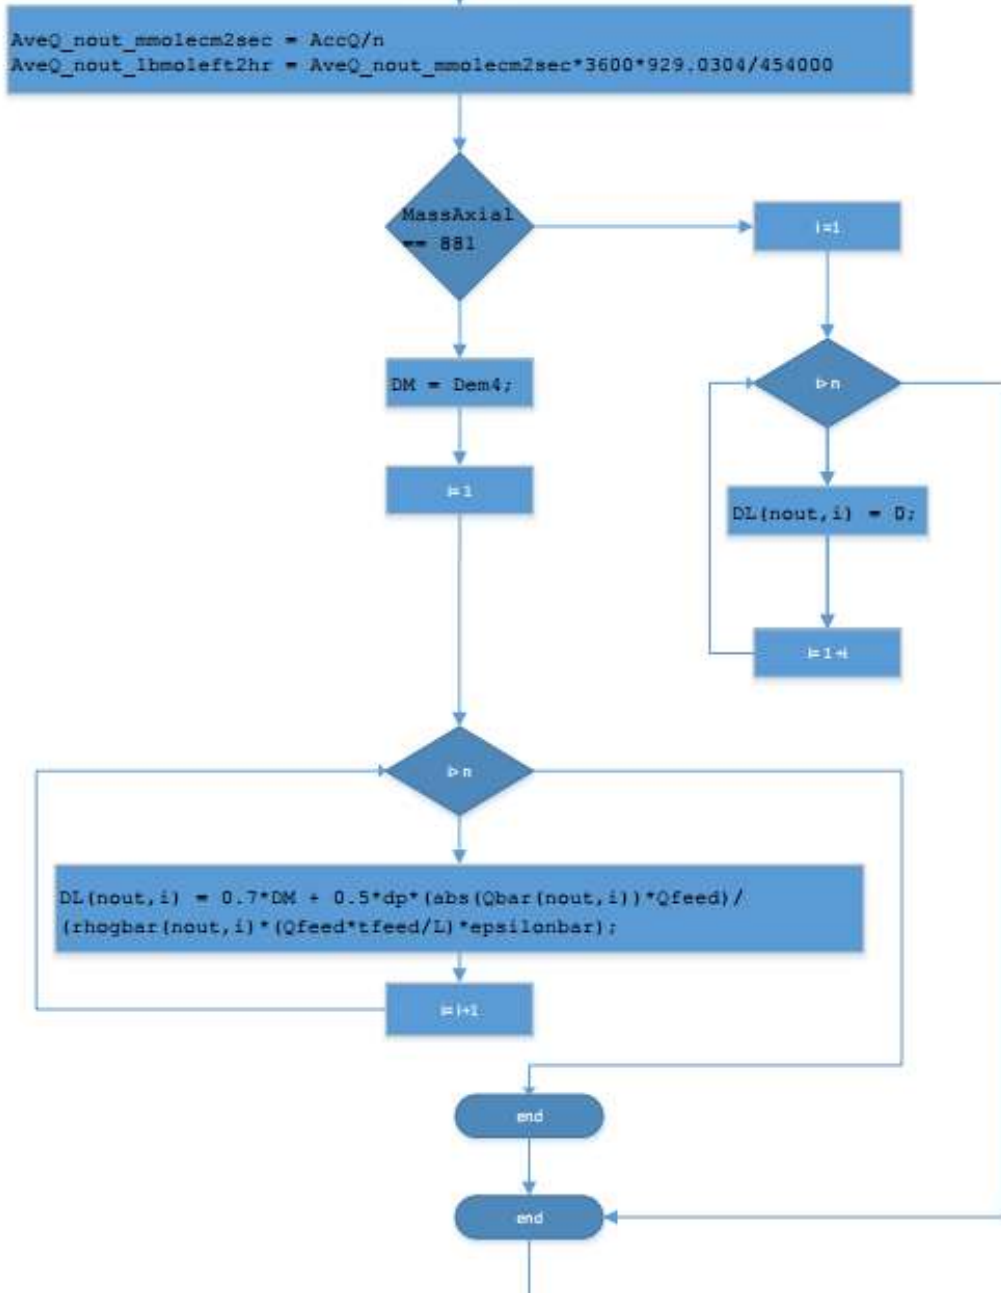 AveQ_nout_mmolecm2sec = AccQ/n
AveQ_nout_lbmoleft2hr = AveQ_nout_mmolecm2sec*3600*929.0304/454000
MassAxial
== 881
i=1
DM = Dem4;
i>n
i=1
DL(nout,i) = 0;
i=1+i
i>n
DL(nout,i) = 0.7*DM + 0.5*dp*(abs(Qbar(nout,i))*Qfeed)/
(rhogbar(nout,i)*(Qfeed*tfeed/L)*epsilonbar);
i=i+1
end
end